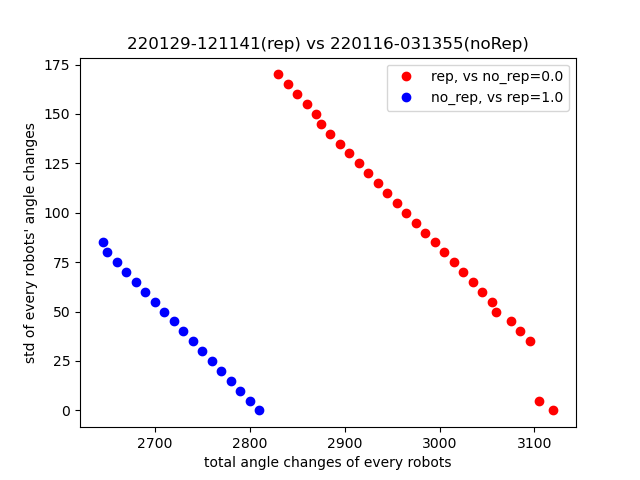 220129-121141(rep) vs 220116-031355(noRep)
rep, vs no_rep=0.0
no_rep, vs rep=1.0
std of every robots' angle changes
175
150
125
100
75
50
25
0
2700 2800 2900 3000 3100
total angle changes of every robots